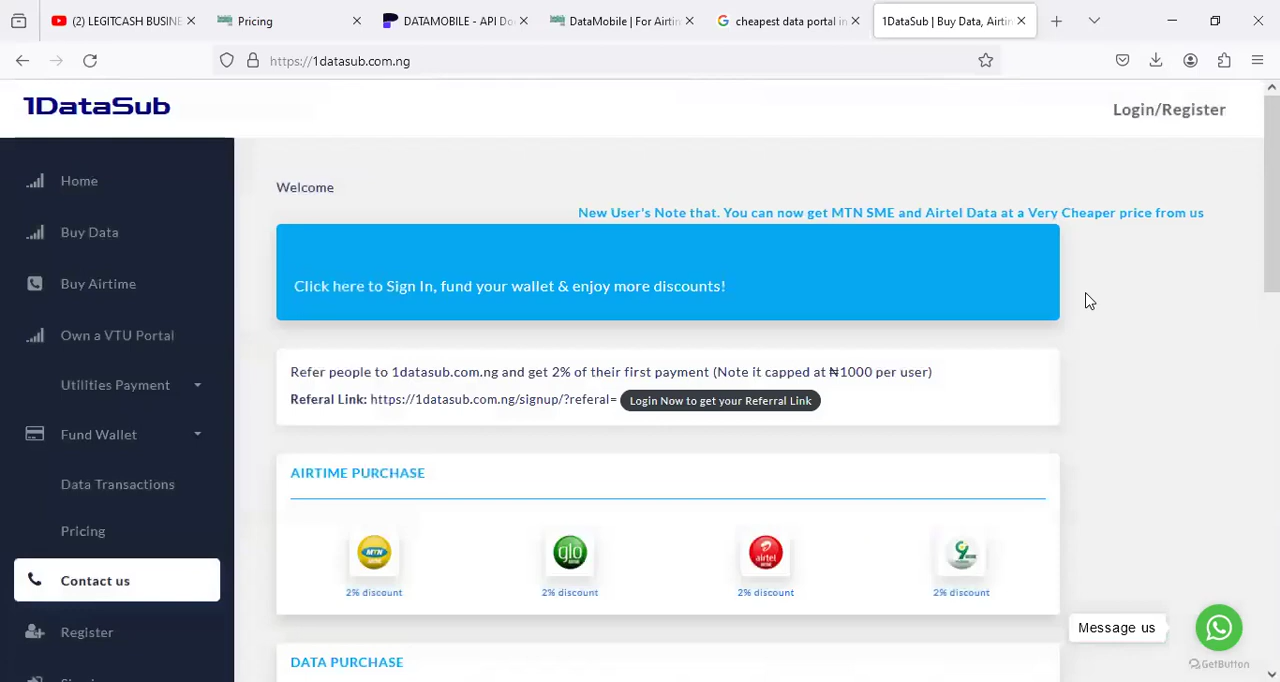 (2) LEGITCASH BUSINE
Pricing
DATAMOBILE - API Do
DataMobile | For Airtin
cheapest data portal in
1DataSub | Buy Data, Airtin
https://1datasub.com.ng
1DataSub
Login/Register
Home
Buy Data
Buy Airtime
Own a VTU Portal
Utilities Payment
Fund Wallet
Data Transactions
Pricing
Contact us
Register
Welcome
New User's Note that. You can now get MTN SME and Airtel Data at a Very Cheaper price from us
Click here to Sign In, fund your wallet & enjoy more discounts!
Refer people to 1datasub.com.ng and get 2% of their first payment (Note it capped at ₦1000 per user)
Referal Link: https://1datasub.com.ng/signup/?referal= Login Now to get your Referral Link
AIRTIME PURCHASE
MTN
glo
airtel
2% discount
2% discount
2% discount
2% discount
DATA PURCHASE
Message us
GetButton